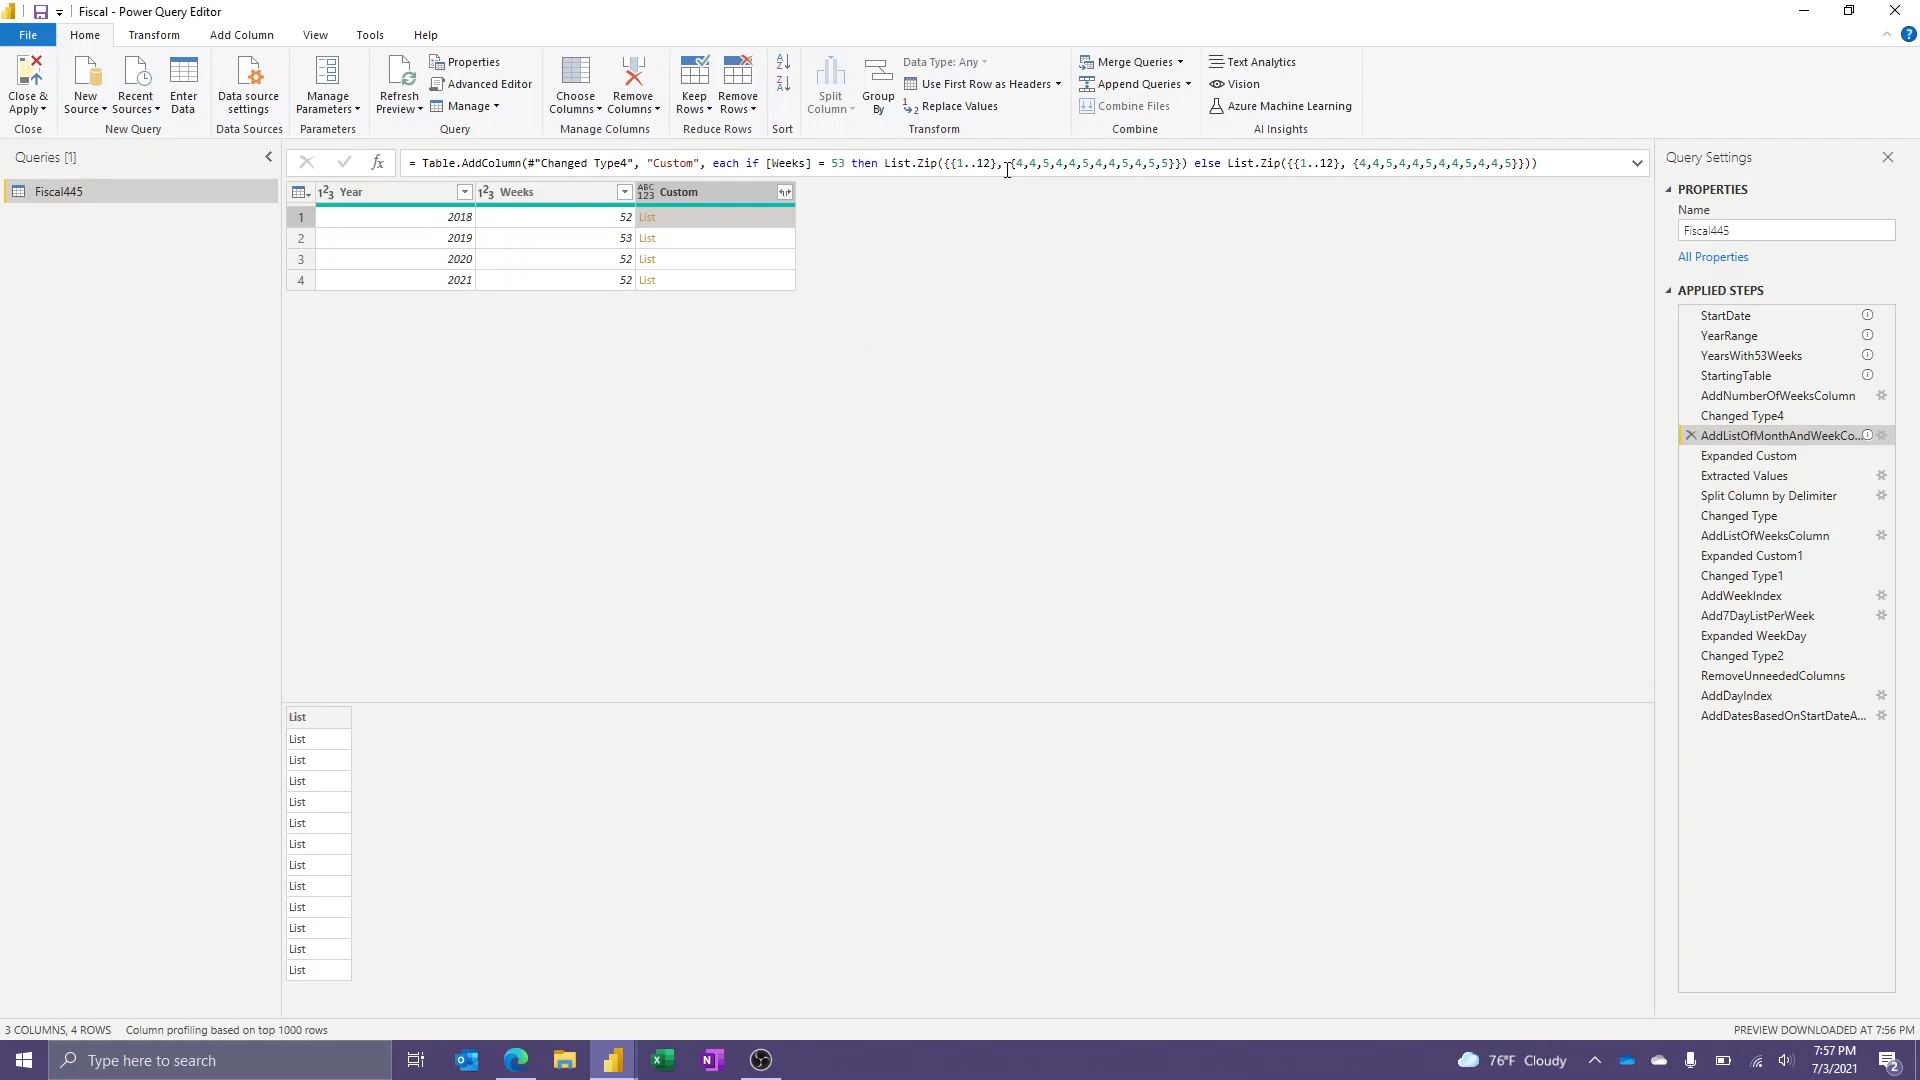 Fiscal - Power Query Editor
File Home Transform Add Column View Tools Help
Close & Apply
New Source
Recent Sources
Enter Data
Data source settings
Manage Parameters
Refresh Preview
Properties
Advanced Editor
Manage
Choose Columns
Remove Columns
Keep Rows
Remove Rows
Split Column
Group By
Data Type: Any
Use First Row as Headers
Replace Values
Merge Queries
Append Queries
Combine Files
Text Analytics
Vision
Azure Machine Learning
Close New Query Data Sources Parameters Query Manage Columns Reduce Rows Sort Transform Combine AI Insights
Queries [1]
Fiscal445
fx = Table.AddColumn(#"Changed Type4", "Custom", each if [Weeks] = 53 then List.Zip({{1..12}, {4,4,5,4,4,5,4,4,5,4,5,5}}) else List.Zip({{1..12}, {4,4,5,4,4,5,4,4,5,4,4,5}}))
123 Year 123 Weeks ABC 123 Custom
1 2018 52 List
2 2019 53 List
3 2020 52 List
4 2021 52 List
List
List
List
List
List
List
List
List
List
List
List
List
List
Query Settings
PROPERTIES
Name
Fiscal445
All Properties
APPLIED STEPS
StartDate
YearRange
YearsWith53Weeks
StartingTable
AddNumberOfWeeksColumn
Changed Type4
AddListOfMonthAndWeekCo...
Expanded Custom
Extracted Values
Split Column by Delimiter
Changed Type
AddListOfWeeksColumn
Expanded Custom1
Changed Type1
AddWeekIndex
Add7DayListPerWeek
Expanded WeekDay
Changed Type2
RemoveUnneededColumns
AddDayIndex
AddDatesBasedOnStartDateA...
3 COLUMNS, 4 ROWS Column profiling based on top 1000 rows
PREVIEW DOWNLOADED AT 7:56 PM
Type here to search
76°F Cloudy
7:57 PM
7/3/2021
2